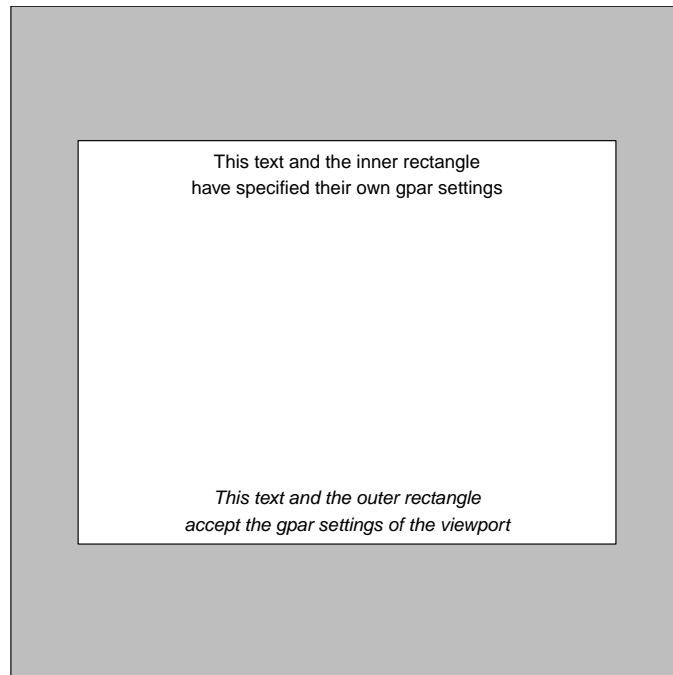 This text and the inner rectangle
have specified their own gpar settings
This text and the outer rectangle
accept the gpar settings of the viewport